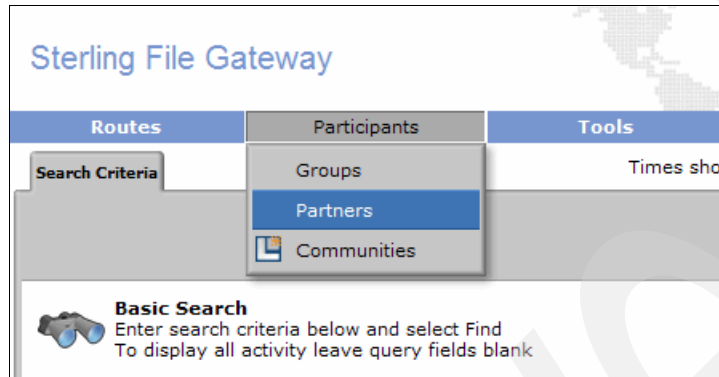 Sterling File Gateway
Routes Participants Tools
Search Criteria Groups Times sho
Partners
Communities
Basic Search
Enter search criteria below and select Find
To display all activity leave query fields blank